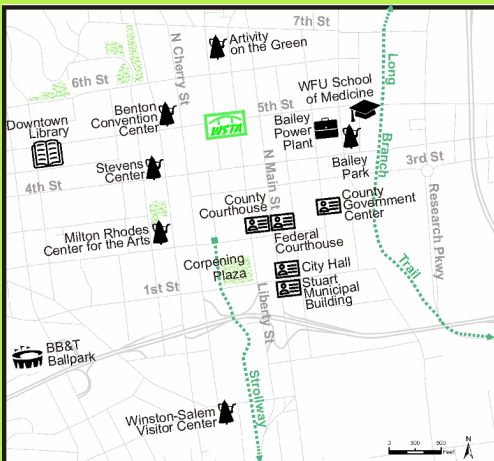 7th St
Artivity
on the Green
N Cherry St
6th St
Long
WFU School
of Medicine
Benton
Convention
Center
WSTA
5th St
Bailey
Power
Plant
Downtown
Library
Branch
Bailey
Park
3rd St
Stevens
Center
N Main St
4th St
County
Courthouse
County
Government
Center
Research Pkwy
Milton Rhodes
Center for the Arts
Federal
Courthouse
Corpening
Plaza
City Hall
Trail
Stuart
Municipal
Building
1st St
Liberty St
BB&T
Ballpark
Strollway
Winston-Salem
Visitor Center
0 300 600
Feet
N